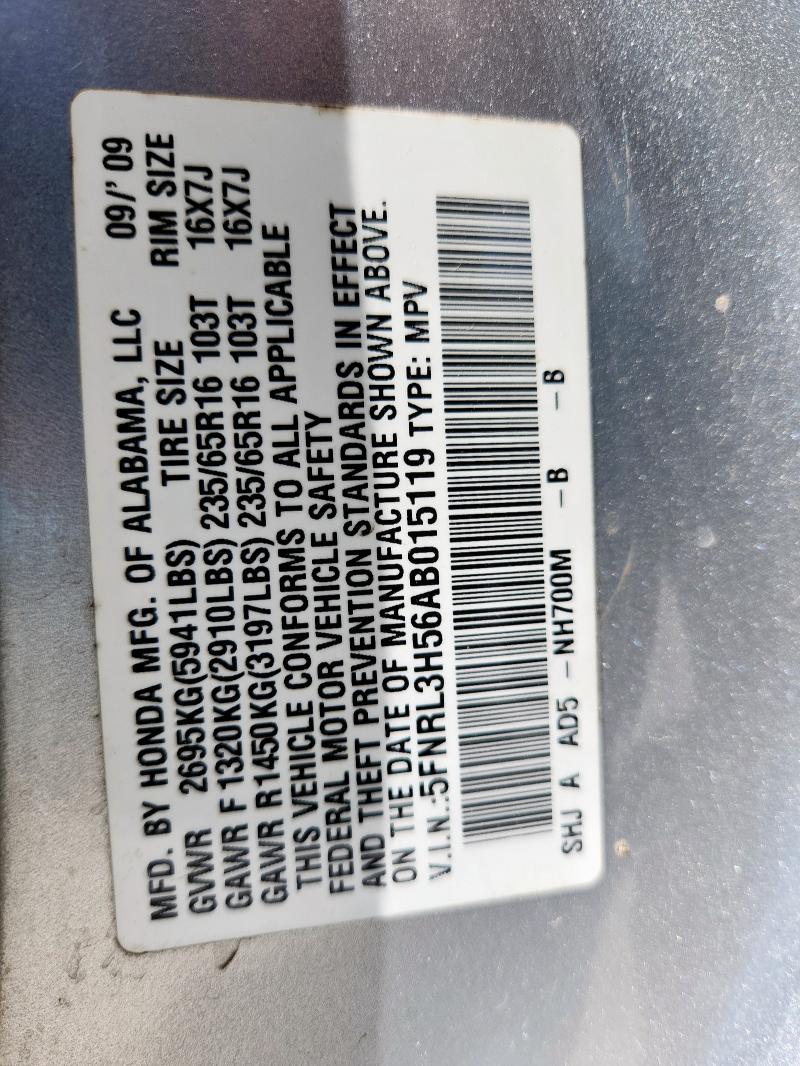 MFD. BY HONDA MFG. OF ALABAMA, LLC 09/' 09
TIRE SIZE RIM SIZE
GVWR 2695KG(5941LBS)
GAWR F 1320KG(2910LBS) 235/65R16 103T 16X7J
GAWR R 1450KG(3197LBS) 235/65R16 103T 16X7J
THIS VEHICLE CONFORMS TO ALL APPLICABLE
FEDERAL MOTOR VEHICLE SAFETY
AND THEFT PREVENTION STANDARDS IN EFFECT
ON THE DATE OF MANUFACTURE SHOWN ABOVE.
V.I.N.:5FNRL3H56AB015119 TYPE: MPV
SHJ A AD5 -NH700M -B -B